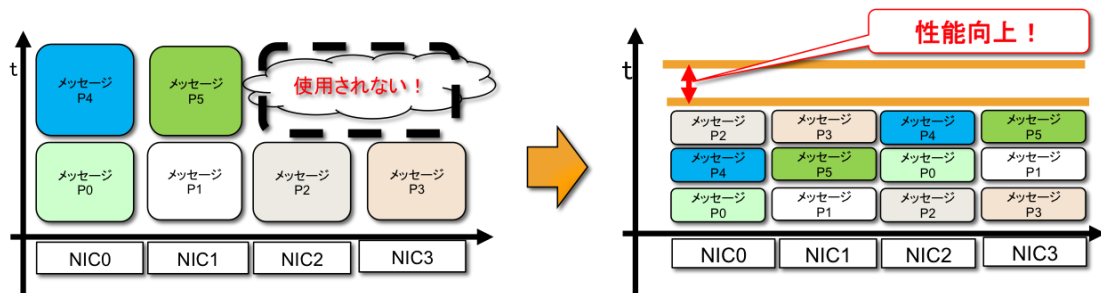 t
メッセージ
P4
メッセージ
P5
使用されない！
メッセージ
P0
メッセージ
P1
メッセージ
P2
メッセージ
P3
NIC0
NIC1
NIC2
NIC3
性能向上！
t
メッセージ
P2
メッセージ
P3
メッセージ
P4
メッセージ
P5
メッセージ
P4
メッセージ
P5
メッセージ
P0
メッセージ
P1
メッセージ
P0
メッセージ
P1
メッセージ
P2
メッセージ
P3
NIC0
NIC1
NIC2
NIC3